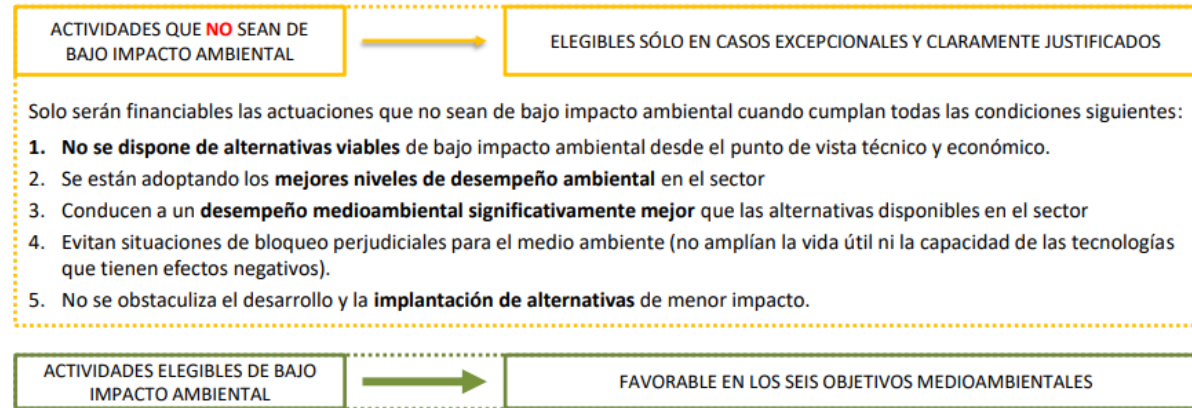 ACTIVIDADES QUE NO SEAN DE
BAJO IMPACTO AMBIENTAL
ELEGIBLES SÓLO EN CASOS EXCEPCIONALES Y CLARAMENTE JUSTIFICADOS
Solo serán financiables las actuaciones que no sean de bajo impacto ambiental cuando cumplan todas las condiciones siguientes:
1. No se dispone de alternativas viables de bajo impacto ambiental desde el punto de vista técnico y económico.
2. Se están adoptando los mejores niveles de desempeño ambiental en el sector
3. Conducen a un desempeño medioambiental significativamente mejor que las alternativas disponibles en el sector
4. Evitan situaciones de bloqueo perjudiciales para el medio ambiente (no amplían la vida útil ni la capacidad de las tecnologías
que tienen efectos negativos).
5. No se obstaculiza el desarrollo y la implantación de alternativas de menor impacto.
ACTIVIDADES ELEGIBLES DE BAJO
IMPACTO AMBIENTAL
FAVORABLE EN LOS SEIS OBJETIVOS MEDIOAMBIENTALES